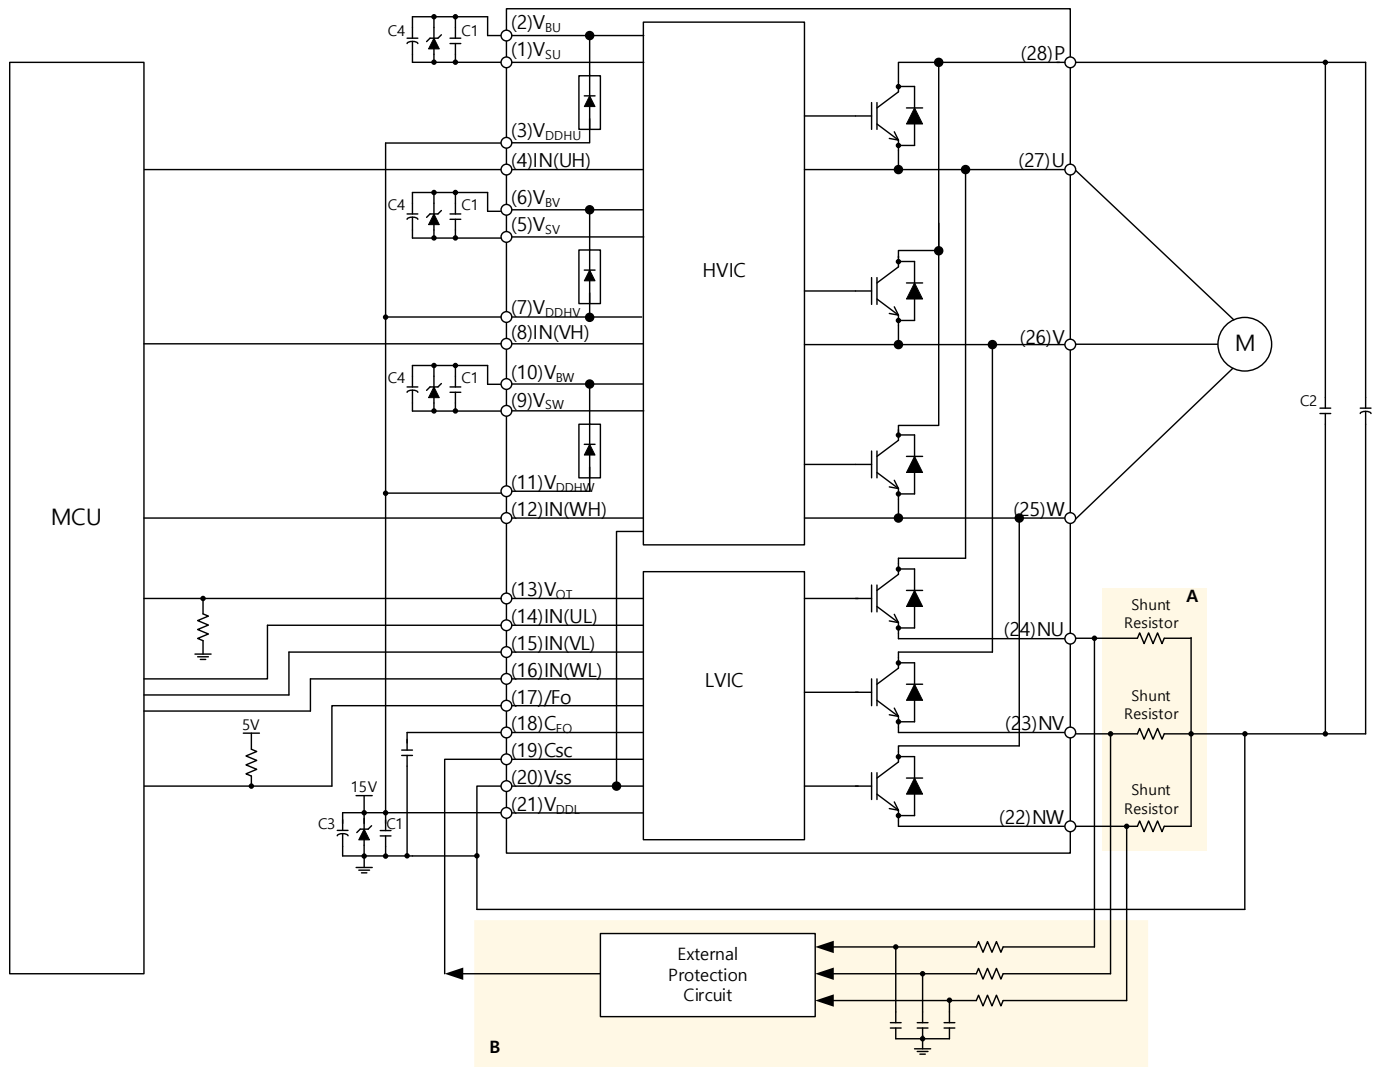 C4
C1
(2)VBU
(1)VSU
(28)P
(3)VDDHU
(4)IN(UH)
(27)U
C4
C1
(6)VBV
(5)VSV
HVIC
(7)VDDHV
(8)IN(VH)
(26)V
M
C4
C1
(10)VBW
(9)VSW
C2
(11)VDDHW
(12)IN(WH)
(25)W
MCU
(13)VOT
(14)IN(UL)
(15)IN(VL)
(16)IN(WL)
(17)/Fo
(18)CFO
(19)Csc
(20)Vss
(21)VDDL
LVIC
(24)NU
(23)NV
(22)NW
A
Shunt
Resistor
Shunt
Resistor
Shunt
Resistor
5V
15V
C3
C1
External
Protection
Circuit
B